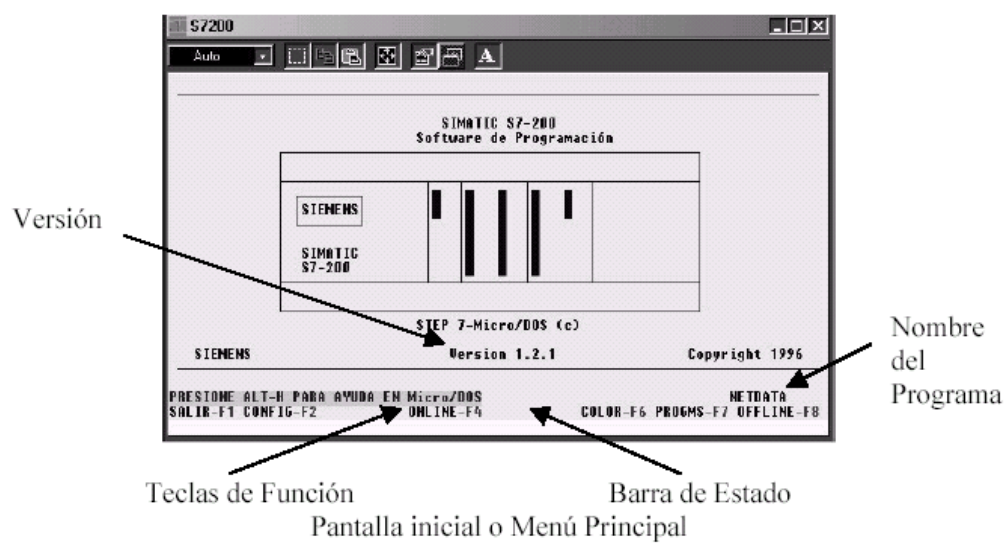 S7200
Auto
A
SIMATIC S7-200
Software de Programación
SIEMENS
SIMATIC
S7-200
Versión
STEP 7-Micro/DOS (c)
SIEMENS Version 1.2.1 Copyright 1996
Nombre
del
Programa
PRESIONE ALT-H PARA AYUDA EN Micro/DOS NETDATA
SALIR-F1 CONFIG-F2 ONLINE-F4 COLOR-F6 PROGMS-F7 OFFLINE-F8
Teclas de Función Barra de Estado
Pantalla inicial o Menú Principal